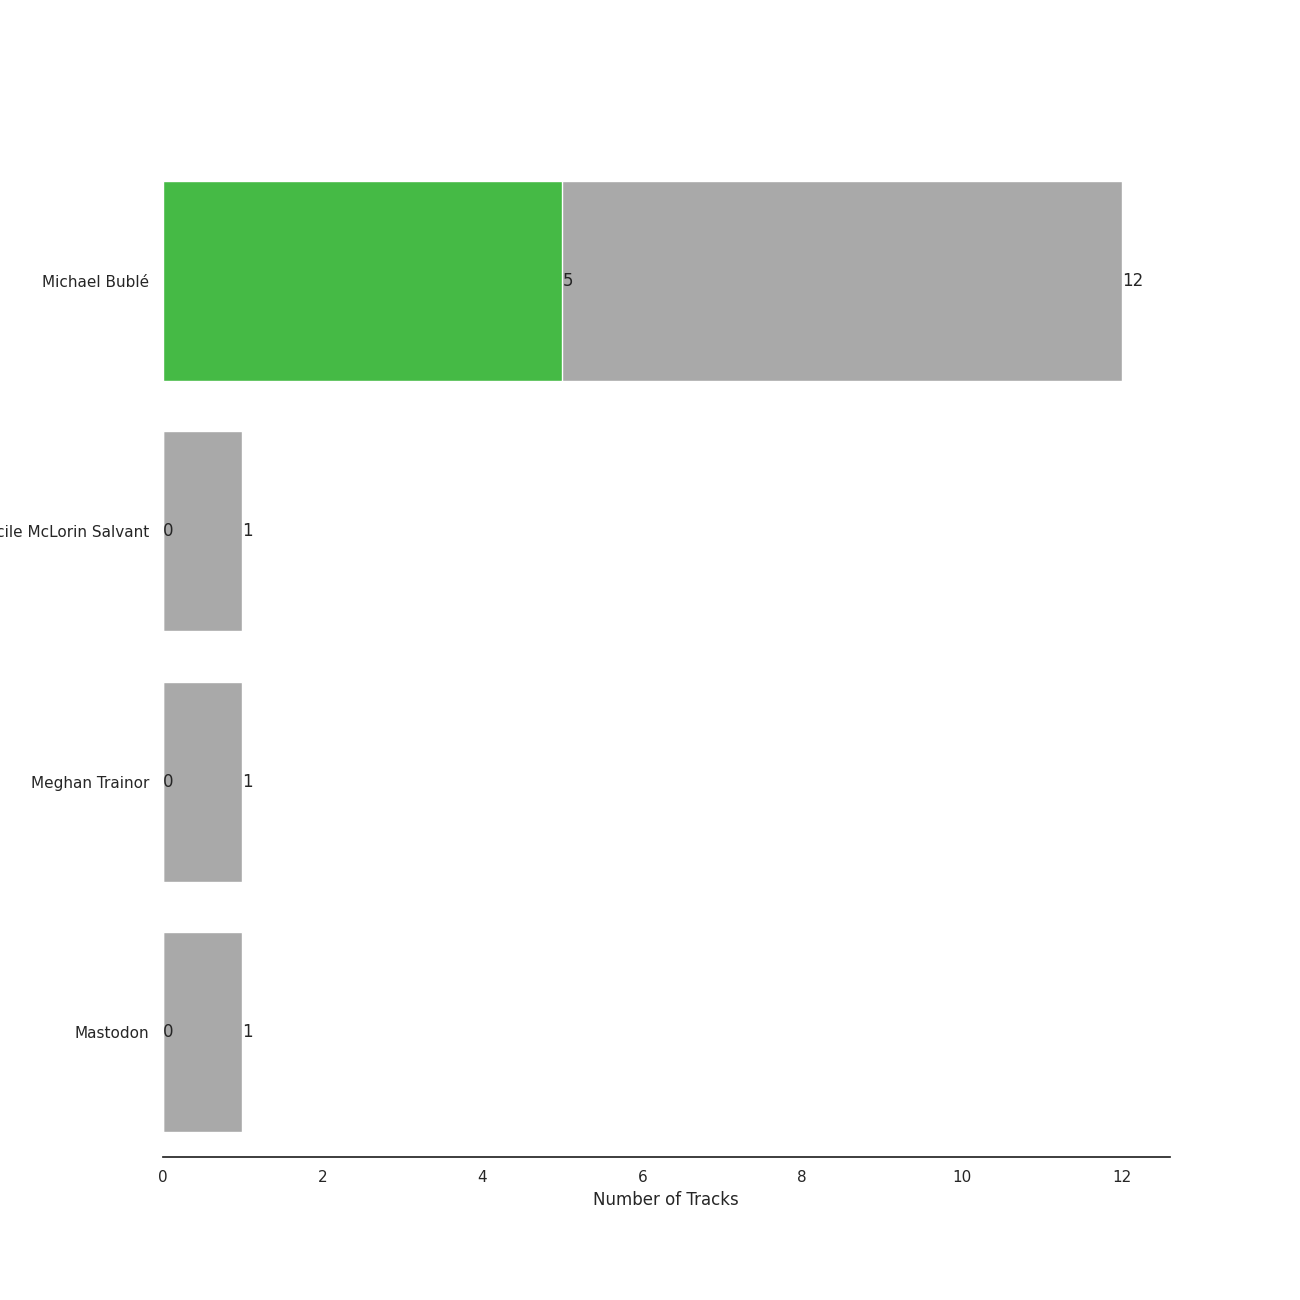 Michael Bublé 5 12
cile McLorin Salvant 0 1
Meghan Trainor 0 1
Mastodon 0 1
0 2 4 6 8 10 12
Number of Tracks